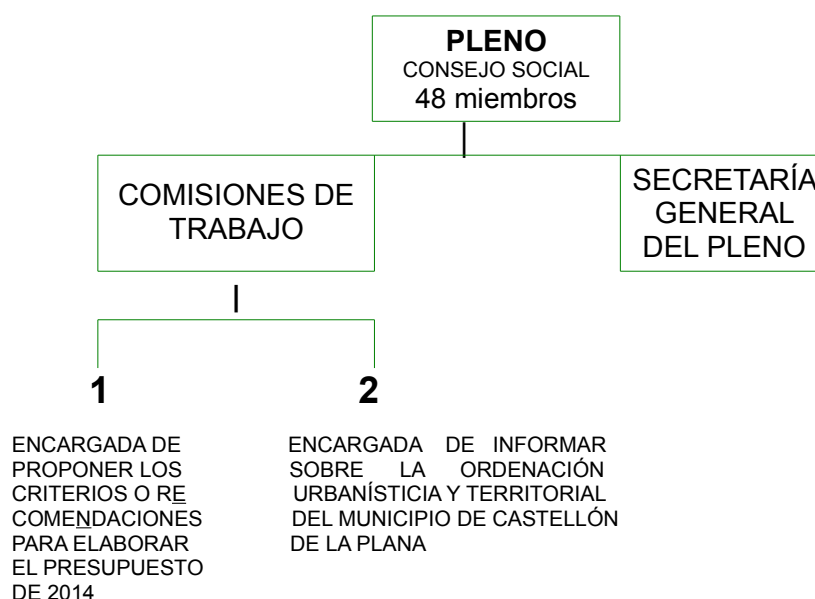 PLENO
CONSEJO SOCIAL
48 miembros
COMISIONES DE
TRABAJO
SECRETARÍA
GENERAL
DEL PLENO
1
ENCARGADA DE
PROPONER LOS
CRITERIOS O RE
COMENDACIONES
PARA ELABORAR
EL PRESUPUESTO
DE 2014
2
ENCARGADA DE INFORMAR
SOBRE LA ORDENACIÓN
URBANÍSTICIA Y TERRITORIAL
DEL MUNICIPIO DE CASTELLÓN
DE LA PLANA